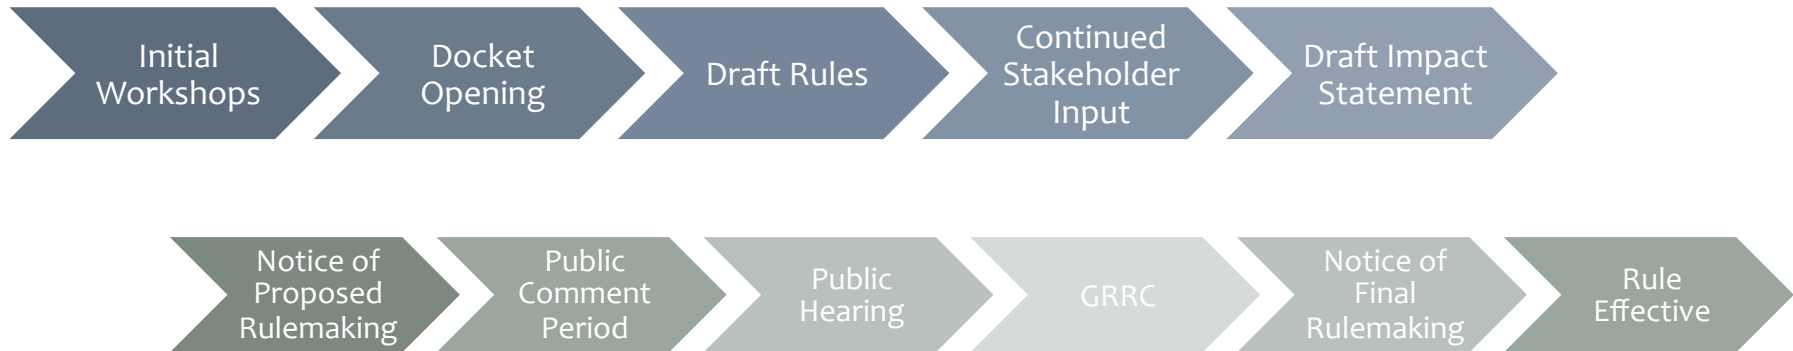 Initial
Workshops
Docket
Opening
Draft Rules
Continued
Stakeholder
Input
Draft Impact
Statement
Notice of
Proposed
Rulemaking
Public
Comment
Period
Public
Hearing
GRRC
Notice of
Final
Rulemaking
Rule
Effective